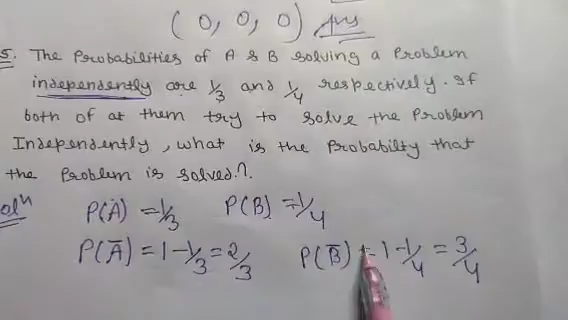 (0, 0, 0) Ans
5. The Probabilities of A & B solving a Problem
independently are 1/3 and 1/4 respectively. If
both of at them try to solve the Problem
Independently, what is the Probabilty that
the Problem is solved.?.
Solⁿ P(A) = 1/3 P(B) = 1/4
P(A̅) = 1 - 1/3 = 2/3 P(B̅) = 1 - 1/4 = 3/4